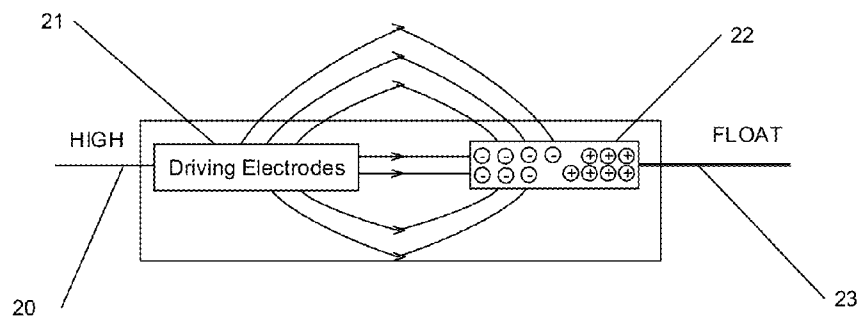 21
22
HIGH
FLOAT
Driving Electrodes
- - - - + + +
- - - + + + +
20
23